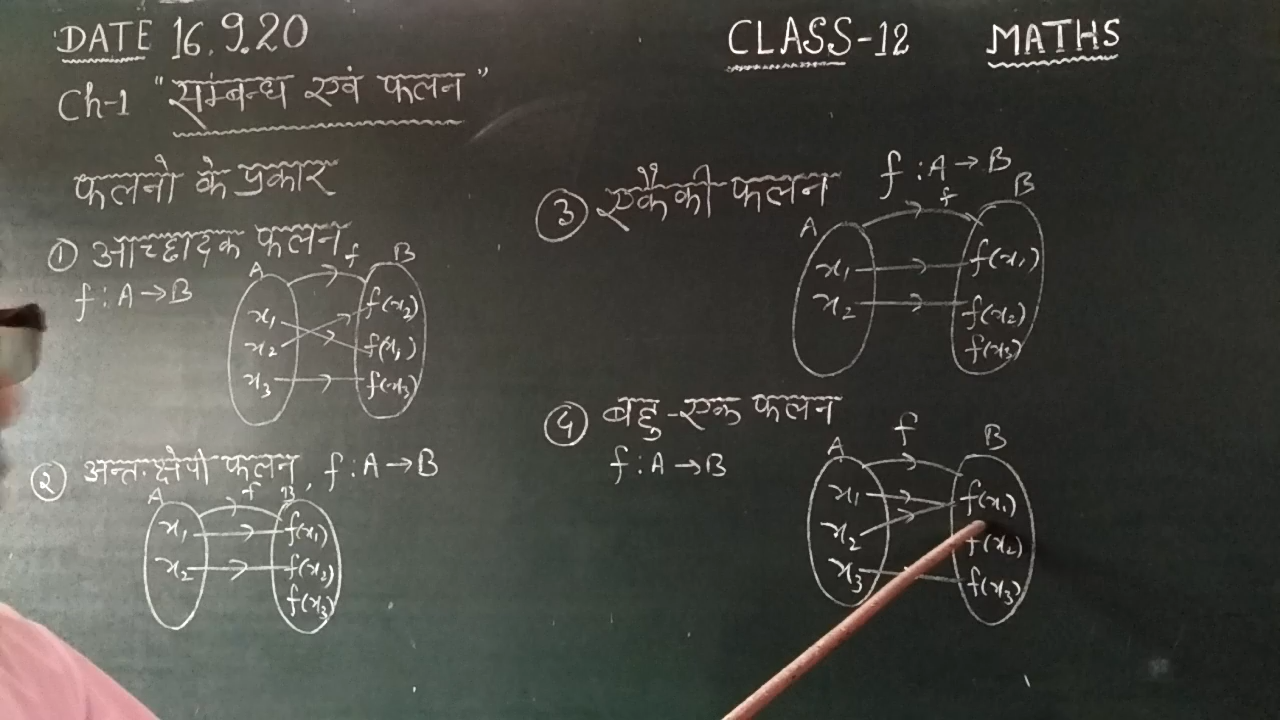 DATE 16.9.20
CLASS-12 MATHS
Ch-1 "सम्बन्ध एवं फलन"
फलनो के प्रकार
① आच्छादक फलन
f : A → B
A f B
x₁ f(x₂)
x₂ f(x₁)
x₃ f(x₃)
② अन्तःक्षेपी फलन, f : A → B
A f B
x₁ f(x₁)
x₂ f(x₂)
f(x₃)
③ एकैकी फलन f : A → B
A f B
x₁ f(x₁)
x₂ f(x₂)
f(x₃)
④ बहु-एक फलन
f : A → B
A f B
x₁ f(x₁)
x₂ f(x₂)
x₃ f(x₃)